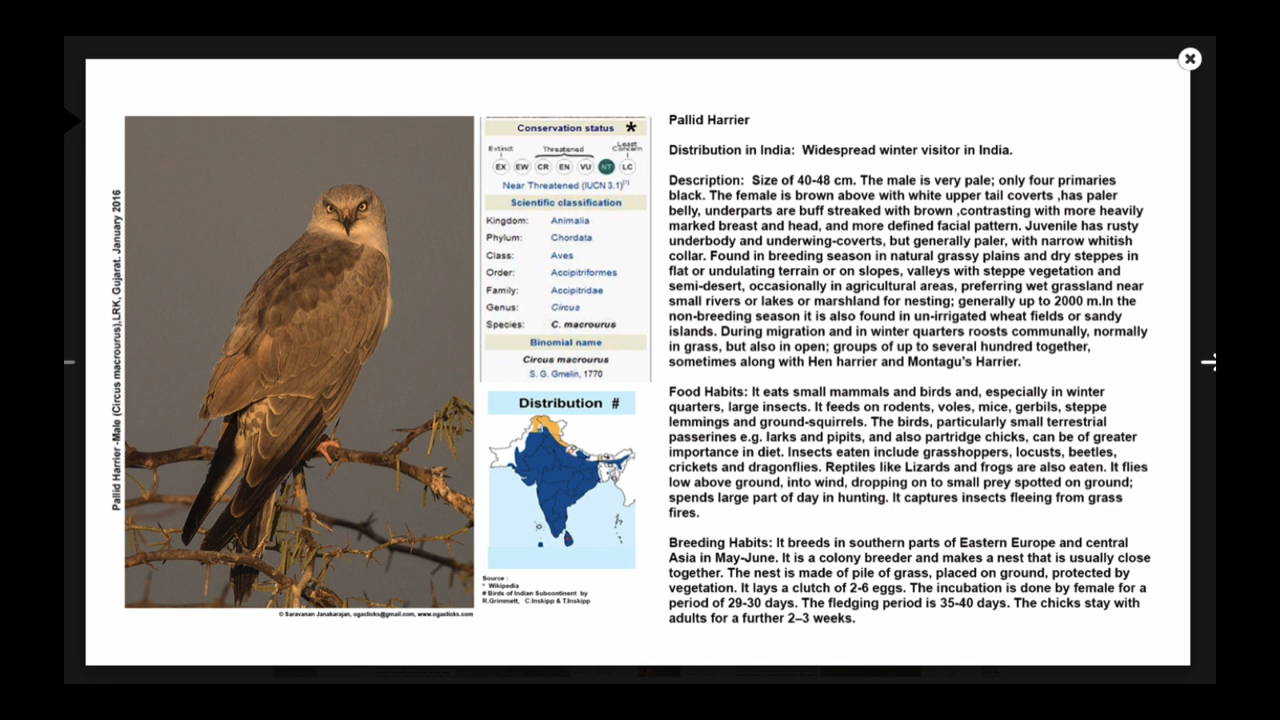 Pallid Harrier -Male (Circus macrourus),LRK, Gujarat. January 2016
© Saravanan Janakarajan, ogaclicks@gmail.com, www.ogaclicks.com
Conservation status *
Extinct Threatened Least Concern
EX EW CR EN VU NT LC
Near Threatened (IUCN 3.1)[1]
Scientific classification
Kingdom: Animalia
Phylum: Chordata
Class: Aves
Order: Accipitriformes
Family: Accipitridae
Genus: Circus
Species: C. macrourus
Binomial name
Circus macrourus
S. G. Gmelin, 1770
Distribution #
Source :
* Wikipedia
# Birds of Indian Subcontinent by
R.Grimmett, C.Inskipp & T.Inskipp
Pallid Harrier
Distribution in India: Widespread winter visitor in India.
Description: Size of 40-48 cm. The male is very pale; only four primaries
black. The female is brown above with white upper tail coverts ,has paler
belly, underparts are buff streaked with brown ,contrasting with more heavily
marked breast and head, and more defined facial pattern. Juvenile has rusty
underbody and underwing-coverts, but generally paler, with narrow whitish
collar. Found in breeding season in natural grassy plains and dry steppes in
flat or undulating terrain or on slopes, valleys with steppe vegetation and
semi-desert, occasionally in agricultural areas, preferring wet grassland near
small rivers or lakes or marshland for nesting; generally up to 2000 m.In the
non-breeding season it is also found in un-irrigated wheat fields or sandy
islands. During migration and in winter quarters roosts communally, normally
in grass, but also in open; groups of up to several hundred together,
sometimes along with Hen harrier and Montagu's Harrier.
Food Habits: It eats small mammals and birds and, especially in winter
quarters, large insects. It feeds on rodents, voles, mice, gerbils, steppe
lemmings and ground-squirrels. The birds, particularly small terrestrial
passerines e.g. larks and pipits, and also partridge chicks, can be of greater
importance in diet. Insects eaten include grasshoppers, locusts, beetles,
crickets and dragonflies. Reptiles like Lizards and frogs are also eaten. It flies
low above ground, into wind, dropping on to small prey spotted on ground;
spends large part of day in hunting. It captures insects fleeing from grass
fires.
Breeding Habits: It breeds in southern parts of Eastern Europe and central
Asia in May-June. It is a colony breeder and makes a nest that is usually close
together. The nest is made of pile of grass, placed on ground, protected by
vegetation. It lays a clutch of 2-6 eggs. The incubation is done by female for a
period of 29-30 days. The fledging period is 35-40 days. The chicks stay with
adults for a further 2–3 weeks.